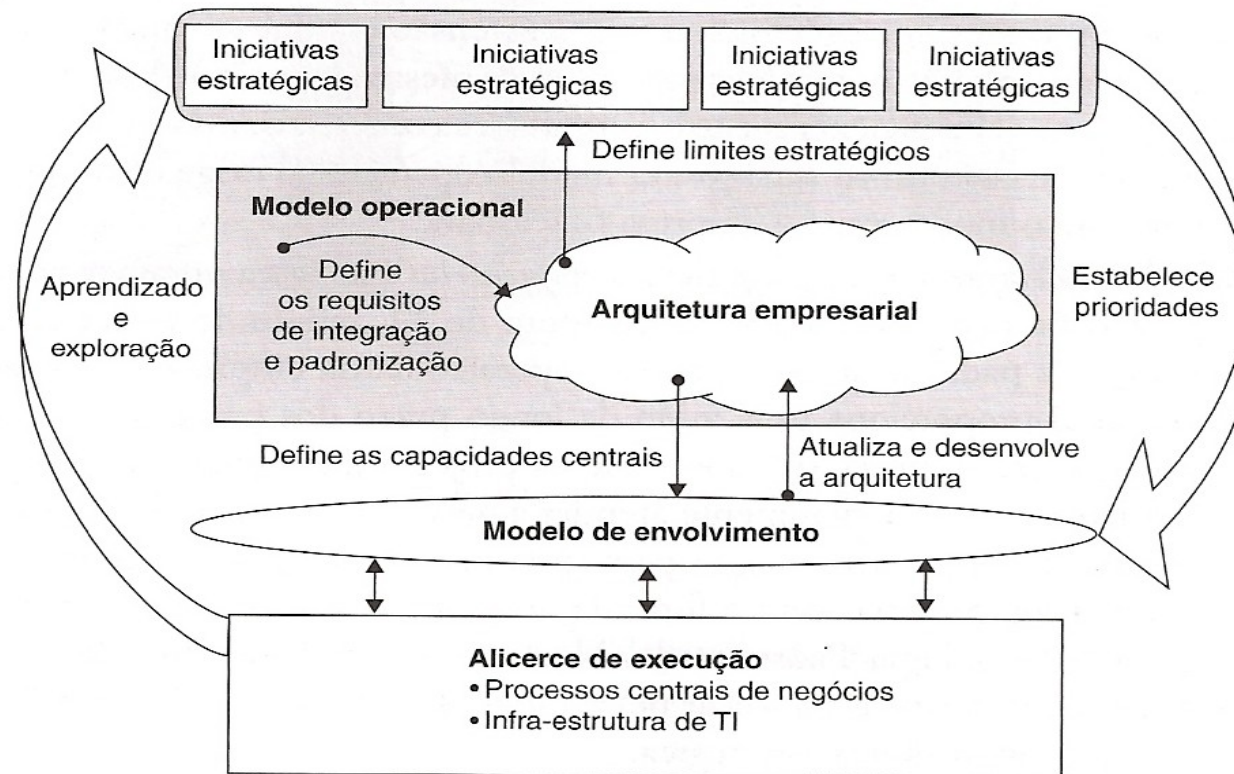 Iniciativas
estratégicas
Iniciativas
estratégicas
Iniciativas
estratégicas
Iniciativas
estratégicas
Define limites estratégicos
Modelo operacional
Define
os requisitos
de integração
e padronização
Arquitetura empresarial
Aprendizado
e
exploração
Estabelece
prioridades
Define as capacidades centrais
Atualiza e desenvolve
a arquitetura
Modelo de envolvimento
Alicerce de execução
• Processos centrais de negócios
• Infra-estrutura de TI